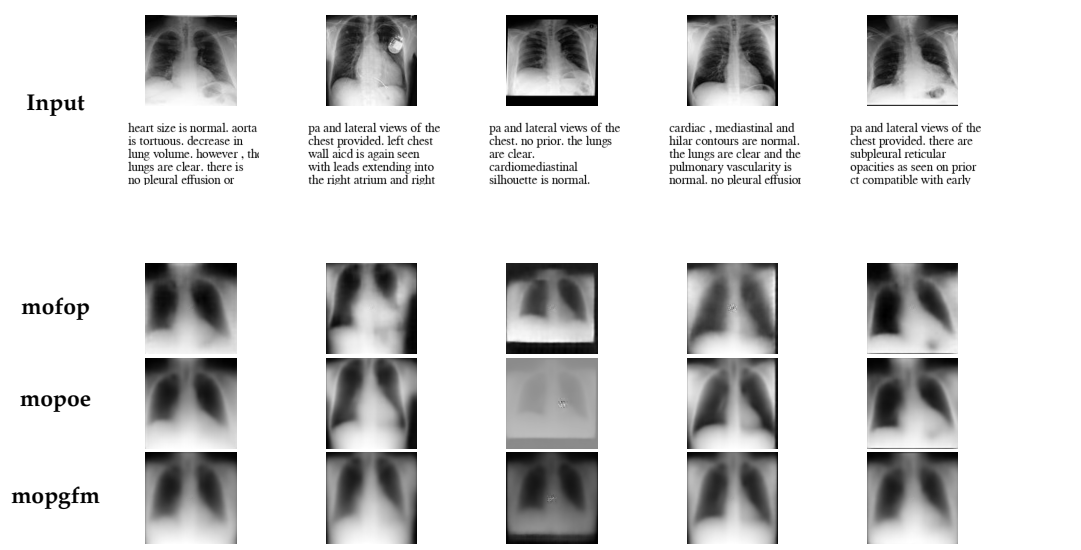 Input
heart size is normal. aorta
is tortuous. decrease in
lung volume. however , the
lungs are clear. there is
no pleural effusion or
pa and lateral views of the
chest provided. left chest
wall aicd is again seen
with leads extending into
the right atrium and right
pa and lateral views of the
chest. no prior. the lungs
are clear.
cardiomediastinal
silhouette is normal.
cardiac , mediastinal and
hilar contours are normal.
the lungs are clear and the
pulmonary vascularity is
normal. no pleural effusion
pa and lateral views of the
chest provided. there are
subpleural reticular
opacities as seen on prior
ct compatible with early
mofop
mopoe
mopgfm